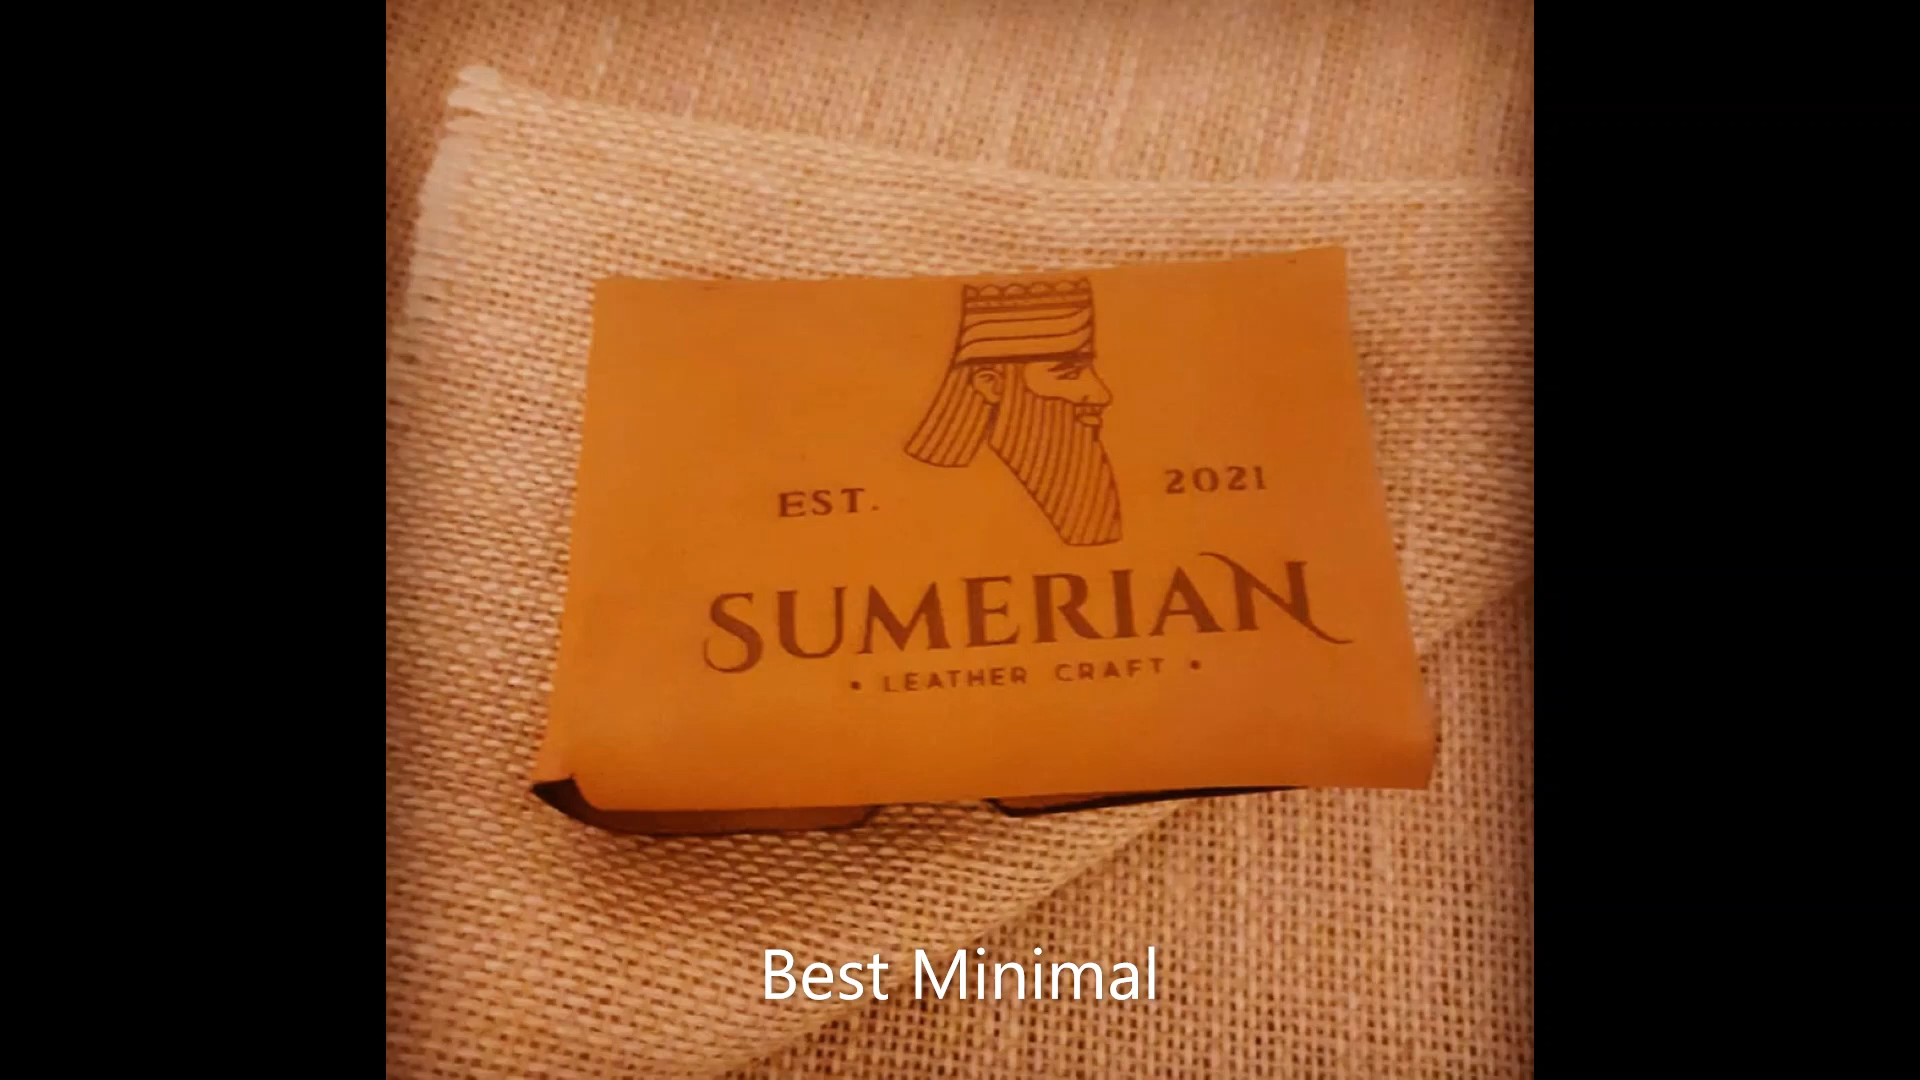 EST. 2021
SUMERIAN
• LEATHER CRAFT •
Best Minimal